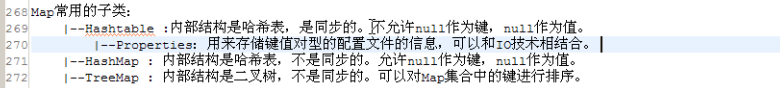 268 Map常用的子类：
269 |--Hashtable :内部结构是哈希表，是同步的。不允许null作为键，null作为值。
270 |--Properties：用来存储键值对型的配置文件的信息，可以和IO技术相结合。
271 |--HashMap : 内部结构是哈希表，不是同步的。允许null作为键，null作为值。
272 |--TreeMap : 内部结构是二叉树，不是同步的。可以对Map集合中的键进行排序。